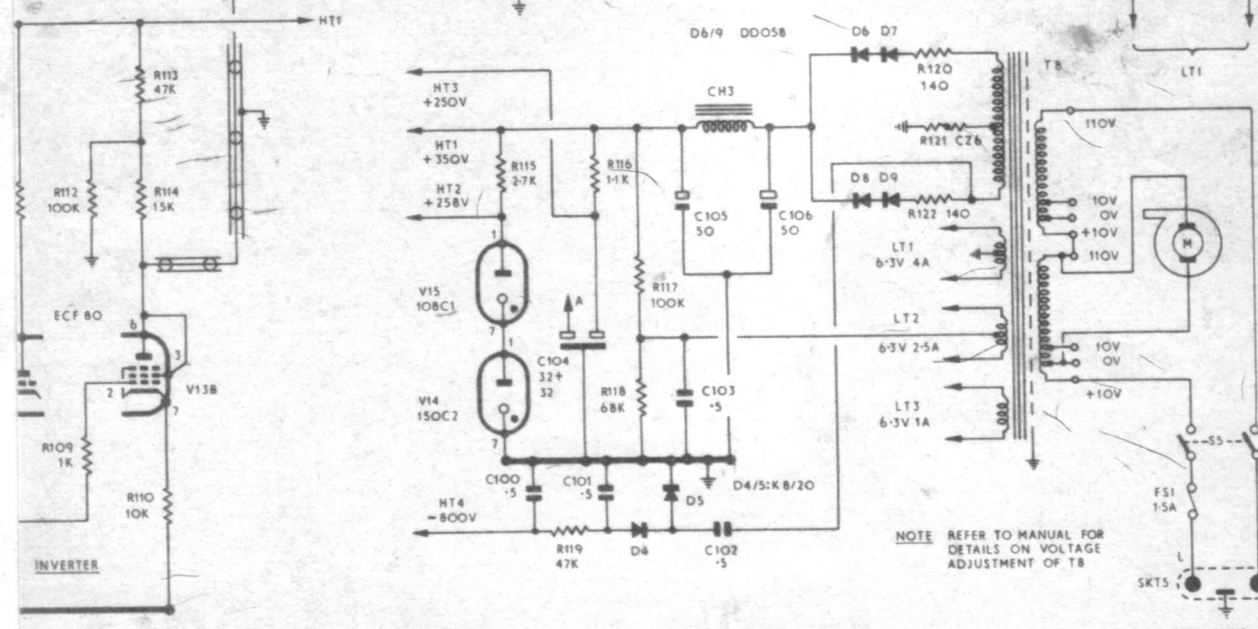 HT1
D6/9 DDO58
D6 D7
R120
140
T8
LT1
R113
47K
HT3
+250V
CH3
110V
R121 CZ6
HT1
+350V
R115
2·7K
R116
1·1K
R112
100K
R114
15K
HT2
+258V
D8 D9
R122 140
C105
50
C106
50
10V
0V
+10V
110V
M
LT1
6·3V 4A
1
V15
108C1
7
R117
100K
A
ECF 80
6
3
2
V13B
7
LT2
6·3V 2·5A
10V
0V
+10V
1
C104
32+
32
V14
150C2
7
R118
68K
C103
·5
LT3
6·3V 1A
R109
1K
S5
R110
10K
C100
·5
C101
·5
D5
D4/5:K8/20
FS1
1·5A
HT4
-800V
R119
47K
D4
C102
·5
NOTE REFER TO MANUAL FOR
DETAILS ON VOLTAGE
ADJUSTMENT OF T8
INVERTER
L
SKT5